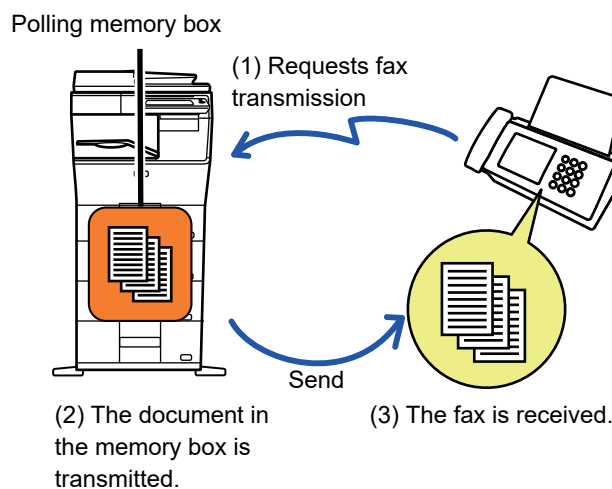 Polling memory box
(1) Requests fax
transmission
Send
(2) The document in
the memory box is
transmitted.
(3) The fax is received.